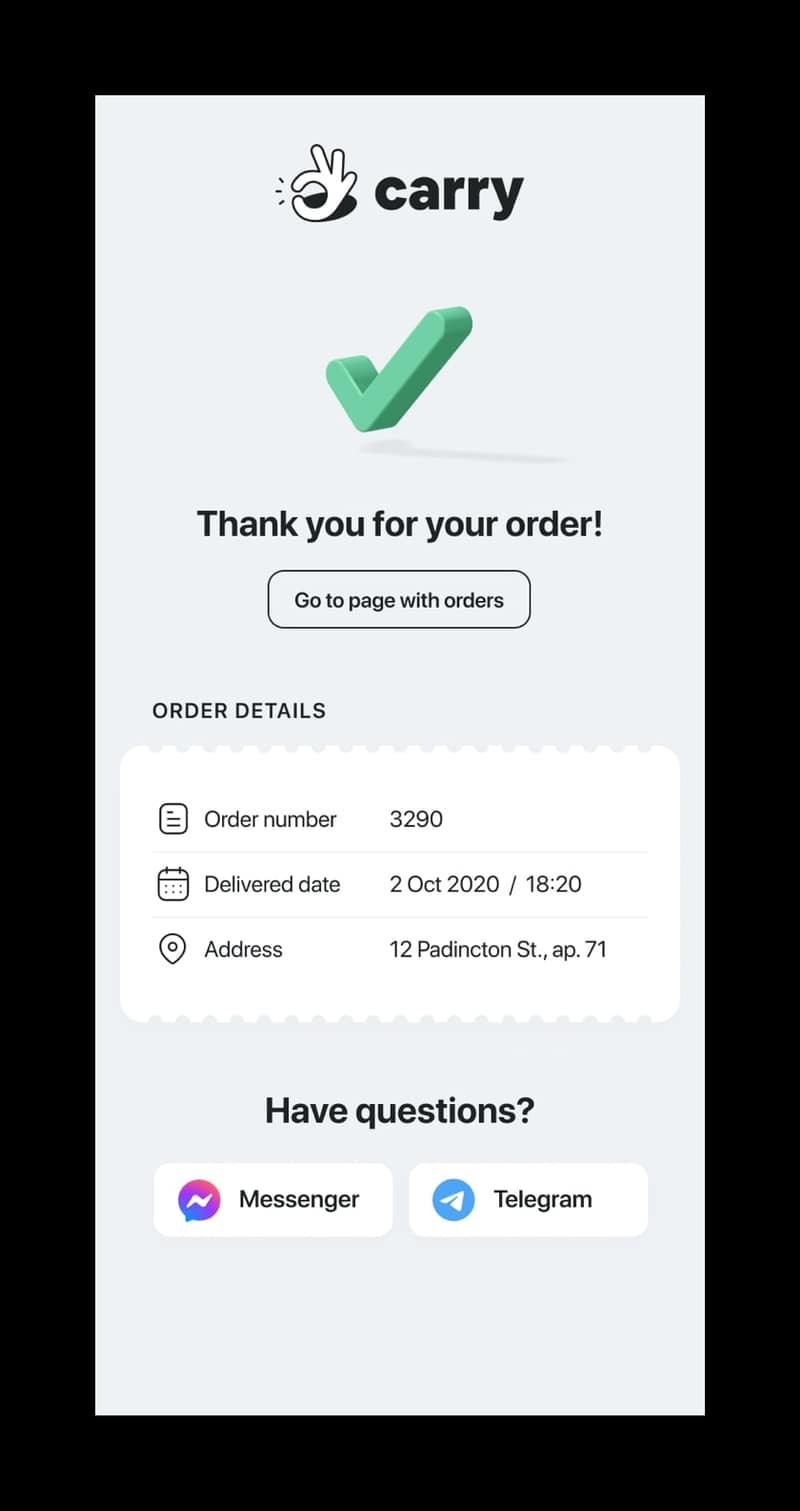 carry
Thank you for your order!
Go to page with orders
ORDER DETAILS
Order number 3290
Delivered date 2 Oct 2020 / 18:20
Address 12 Padincton St., ap. 71
Have questions?
Messenger Telegram